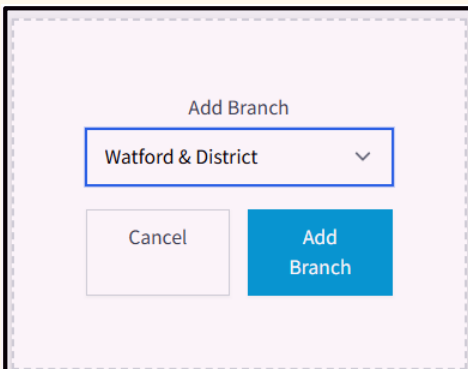 Add Branch
Watford & District
Cancel
Add
Branch